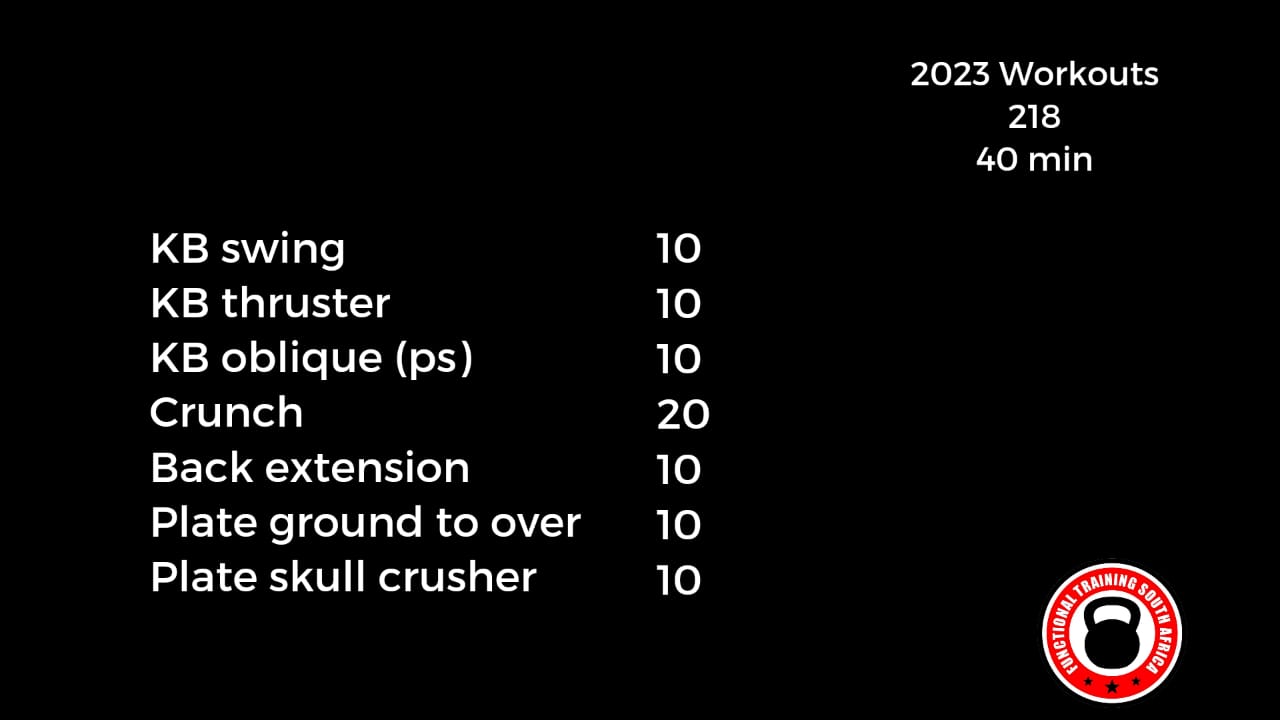 2023 Workouts
218
40 min
KB swing 10
KB thruster 10
KB oblique (ps) 10
Crunch 20
Back extension 10
Plate ground to over 10
Plate skull crusher 10
FUNCTIONAL TRAINING SOUTH AFRICA